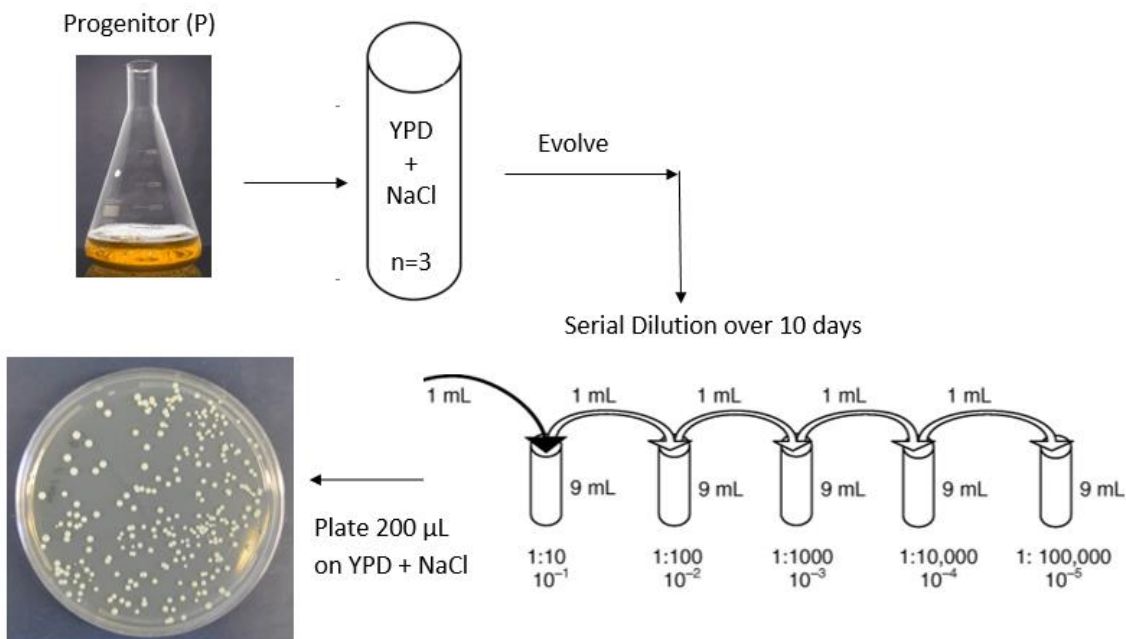 Progenitor (P)
YPD
+
NaCl
n=3
Evolve
Serial Dilution over 10 days
1 mL 1 mL 1 mL 1 mL 1 mL
9 mL 9 mL 9 mL 9 mL 9 mL
1:10 1:100 1:1000 1:10,000 1: 100,000
10⁻¹ 10⁻² 10⁻³ 10⁻⁴ 10⁻⁵
Plate 200 µL
on YPD + NaCl